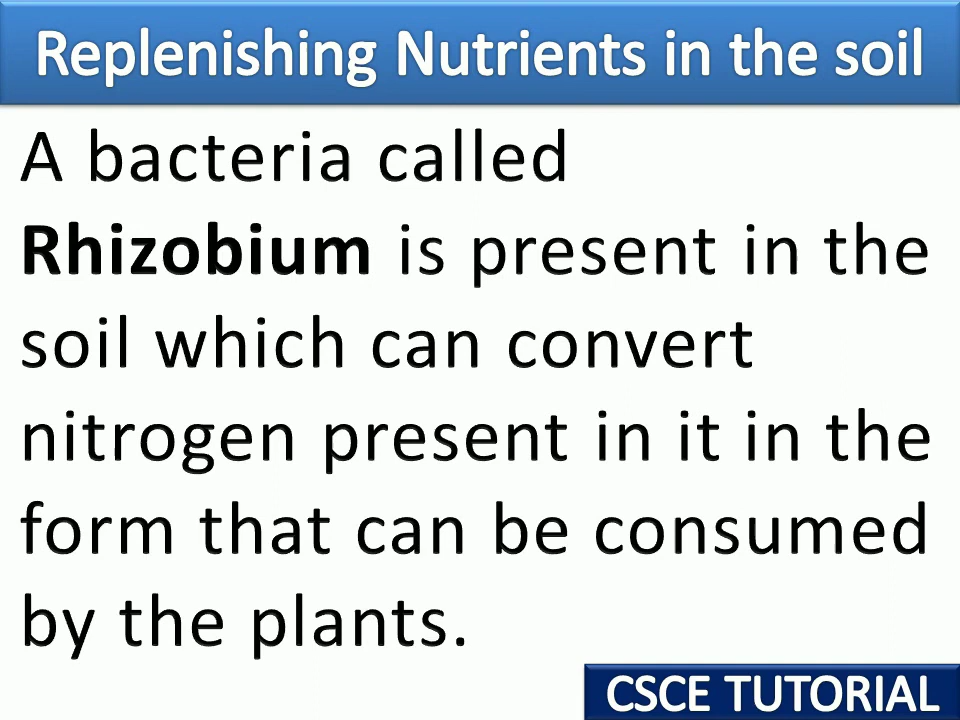 Replenishing Nutrients in the soil
A bacteria called
Rhizobium is present in the
soil which can convert
nitrogen present in it in the
form that can be consumed
by the plants.
CSCE TUTORIAL